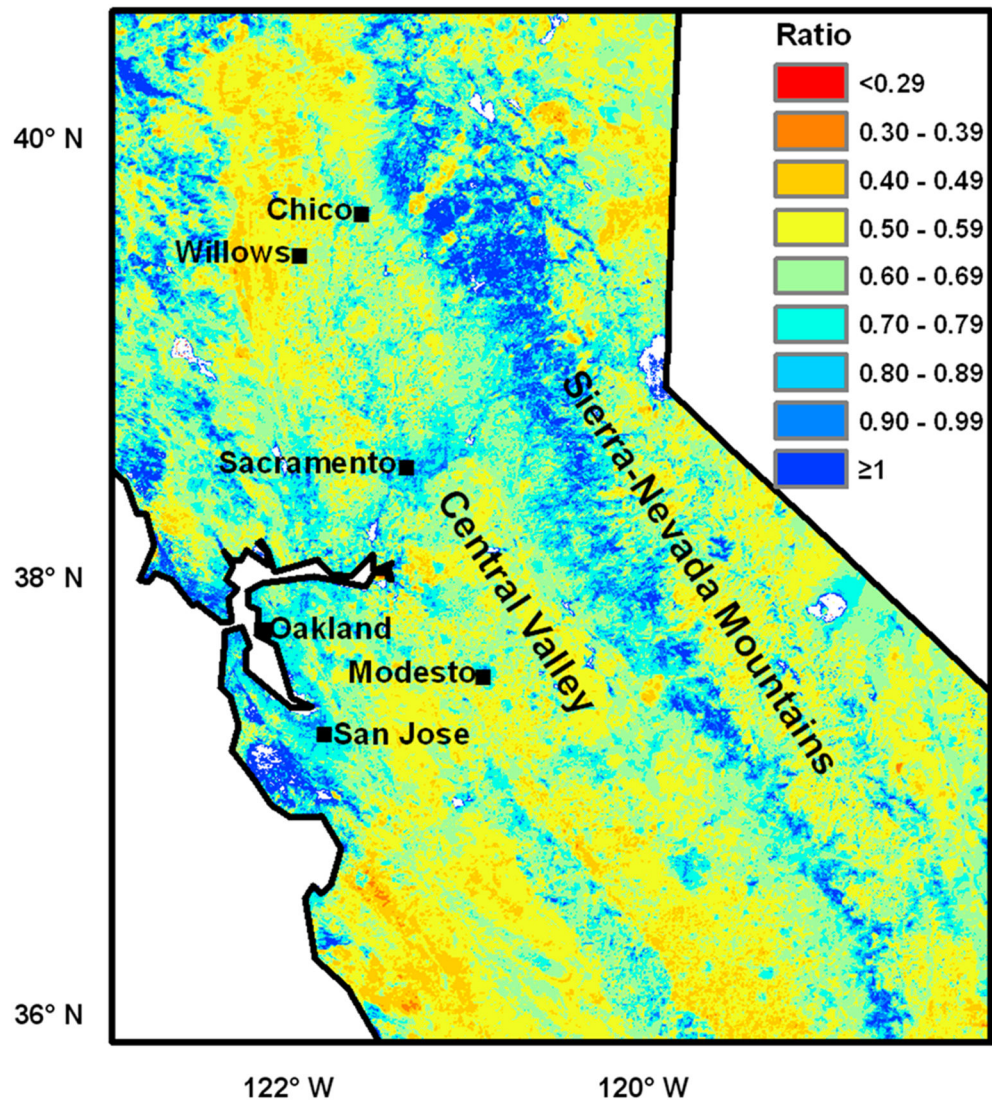 Ratio
<0.29
0.30 - 0.39
0.40 - 0.49
0.50 - 0.59
0.60 - 0.69
0.70 - 0.79
0.80 - 0.89
0.90 - 0.99
≥1
40° N
38° N
36° N
Chico
Willows
Sacramento
Oakland
Modesto
San Jose
Central Valley
Sierra-Nevada Mountains
122° W
120° W